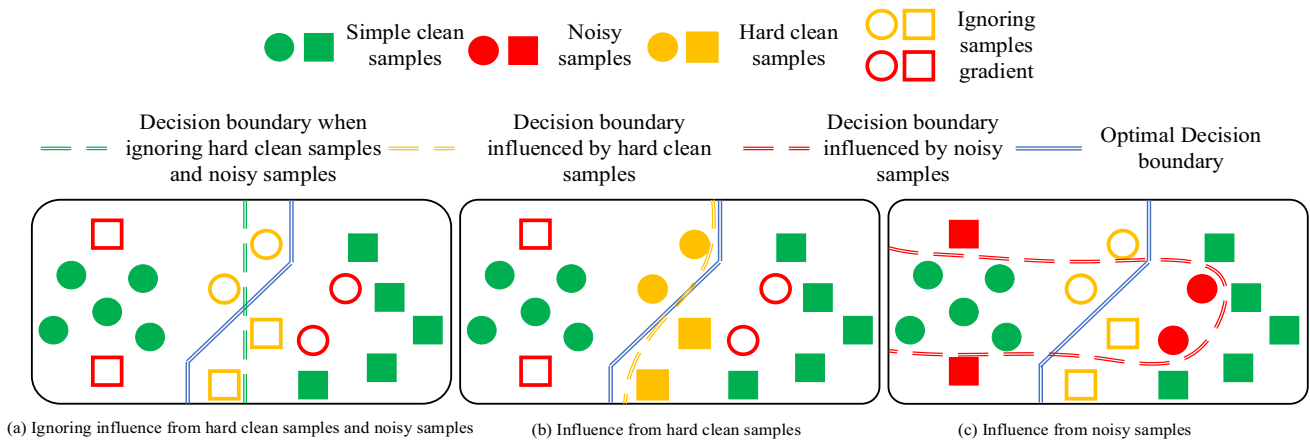 Simple clean
samples
Noisy
samples
Hard clean
samples
Ignoring
samples
gradient
Decision boundary when
ignoring hard clean samples
and noisy samples
Decision boundary
influenced by hard clean
samples
Decision boundary
influenced by noisy
samples
Optimal Decision
boundary
(a) Ignoring influence from hard clean samples and noisy samples
(b) Influence from hard clean samples
(c) Influence from noisy samples